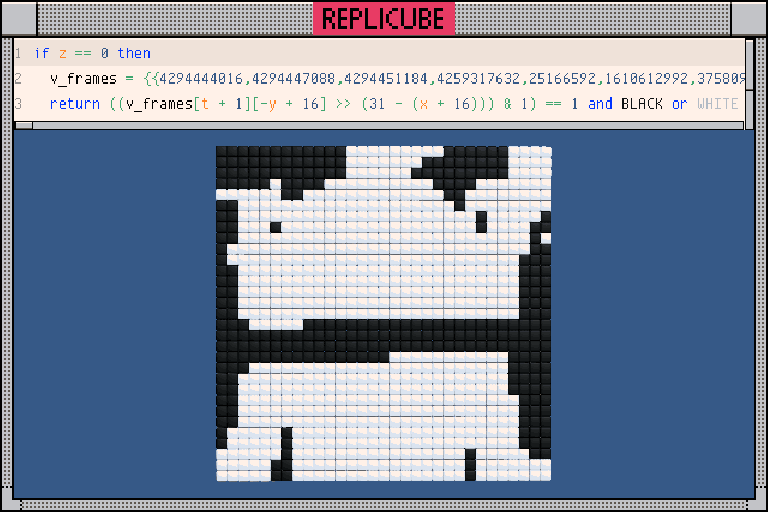 REPLICUBE
1 if z == 0 then
2 v_frames = {{4294444016,4294447088,4294451184,4259317632,25166592,1610612992,375809
3 return ((v_frames[t + 1][-y + 16] >> (31 - (x + 16))) & 1) == 1 and BLACK or WHITE